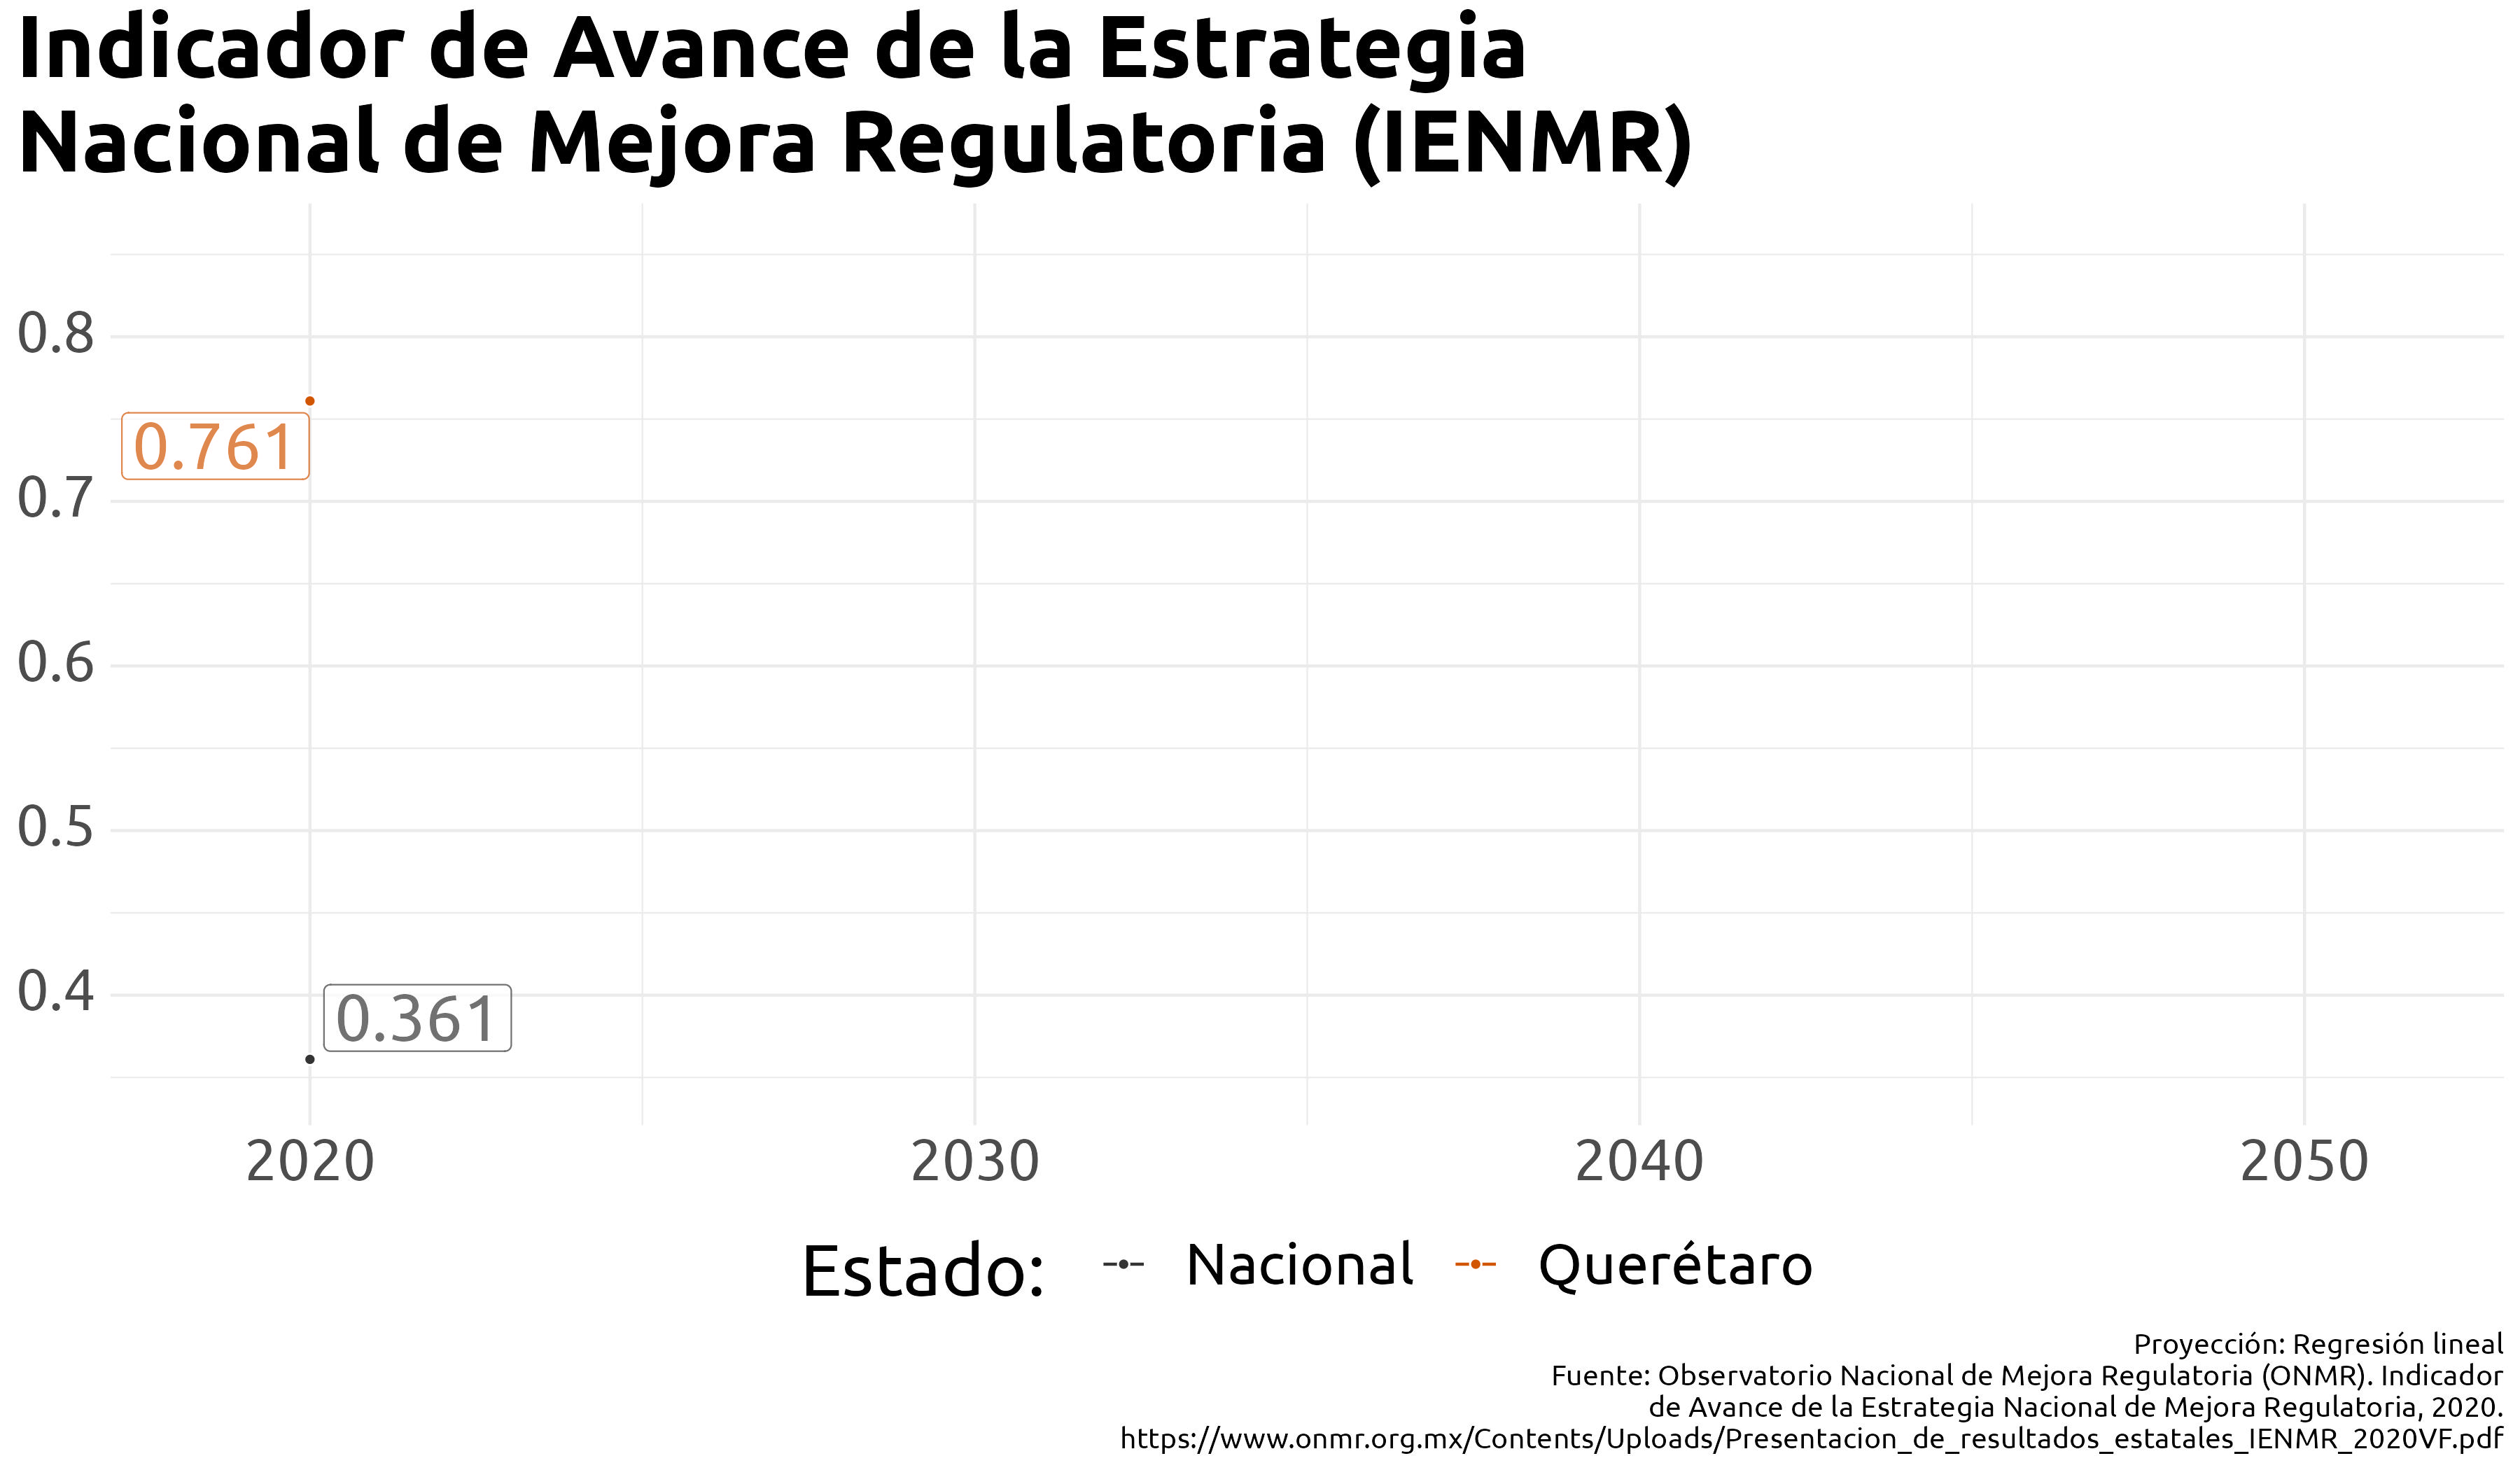 Indicador de Avance de la Estrategia
Nacional de Mejora Regulatoria (IENMR)
0.8
0.761
0.7
0.6
0.5
0.4
0.361
2020 2030 2040 2050
Estado: Nacional Querétaro
Proyección: Regresión lineal
Fuente: Observatorio Nacional de Mejora Regulatoria (ONMR). Indicador
de Avance de la Estrategia Nacional de Mejora Regulatoria, 2020.
https://www.onmr.org.mx/Contents/Uploads/Presentacion_de_resultados_estatales_IENMR_2020VF.pdf